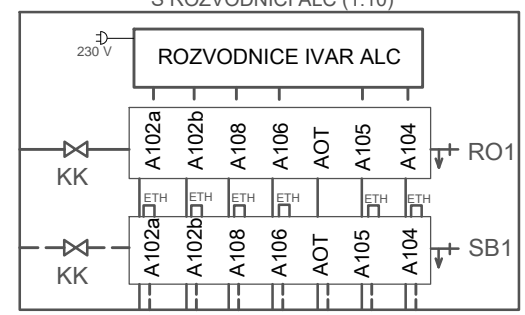 S ROZVODNICÍ ALC (1:10)
230 V
ROZVODNICE IVAR ALC
A102a A102b A108 A106 AOT A105 A104
RO1
KK
ETH ETH ETH ETH ETH ETH
A102a A102b A108 A106 AOT A105 A104
SB1
KK